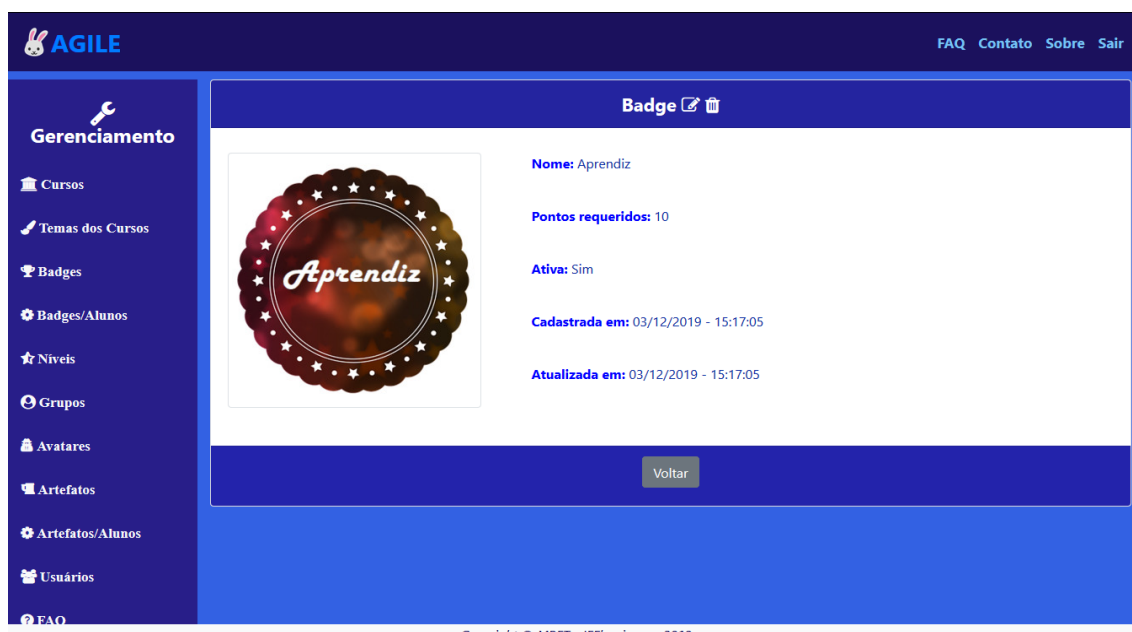 AGILE
FAQ Contato Sobre Sair
Gerenciamento
Cursos
Temas dos Cursos
Badges
Badges/Alunos
Níveis
Grupos
Avatares
Artefatos
Artefatos/Alunos
Usuários
FAQ
Badge
Aprendiz
Nome: Aprendiz
Pontos requeridos: 10
Ativa: Sim
Cadastrada em: 03/12/2019 - 15:17:05
Atualizada em: 03/12/2019 - 15:17:05
Voltar